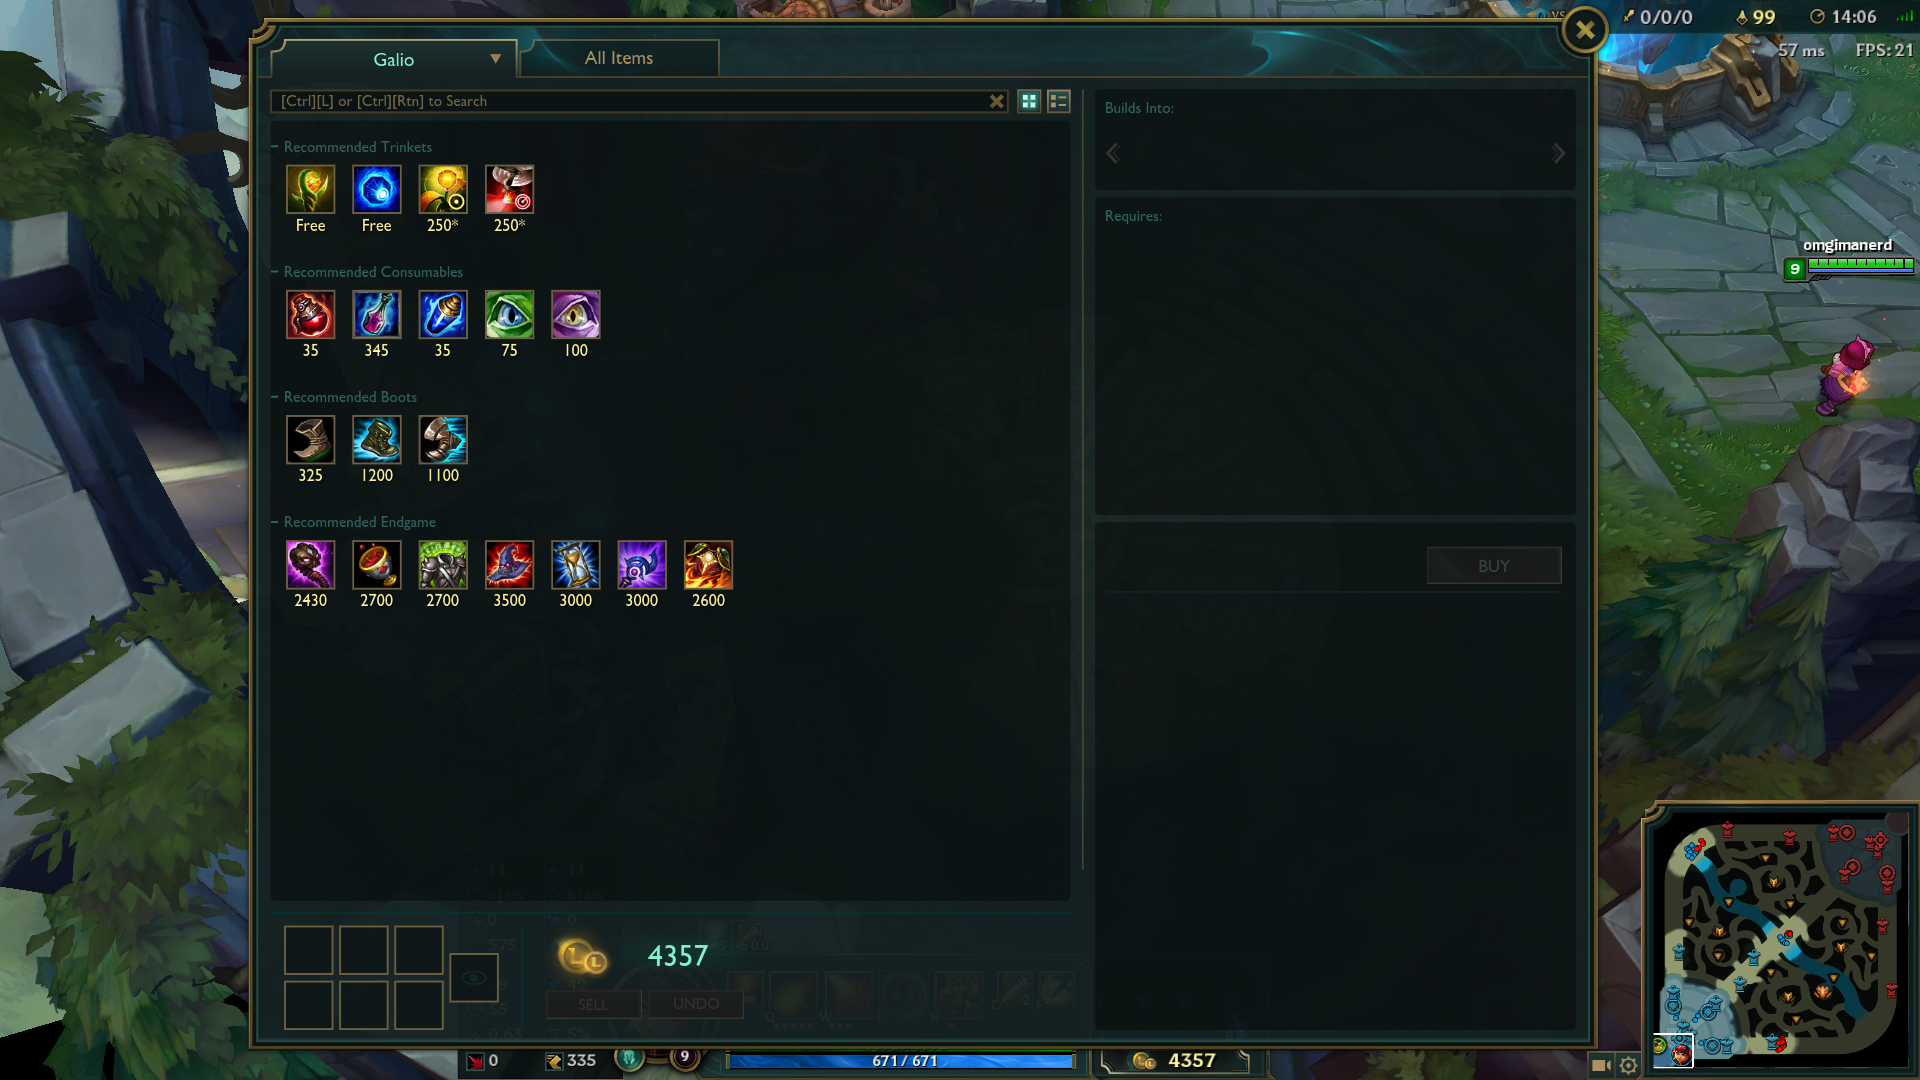 VS
0/0/0
99
14:06
57 ms
FPS: 21
Galio
All Items
[Ctrl][L] or [Ctrl][Rtn] to Search
Recommended Trinkets
Free
Free
250*
250*
Recommended Consumables
35
345
35
75
100
Recommended Boots
325
1200
1100
Recommended Endgame
2430
2700
2700
3500
3000
3000
2600
Builds Into:
Requires:
BUY
omgimanerd
9
4357
SELL
UNDO
0
335
9
671 / 671
4357